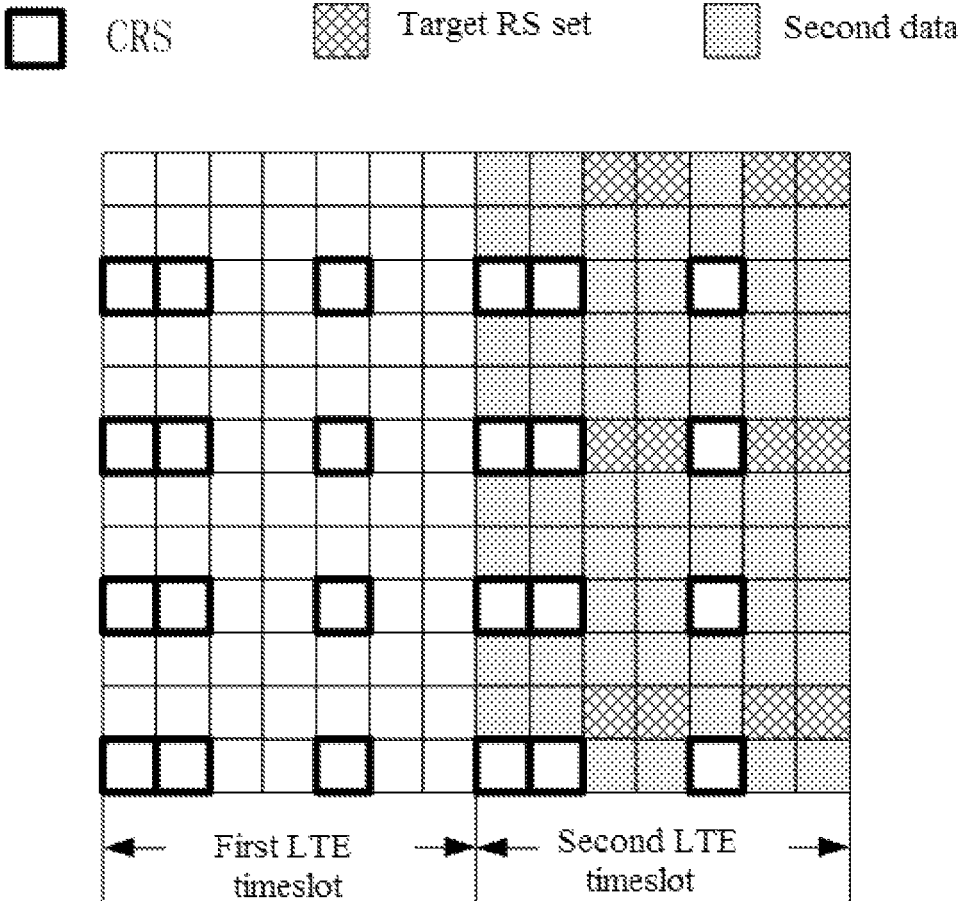 CRS
Target RS set
Second data
First LTE
timeslot
Second LTE
timeslot